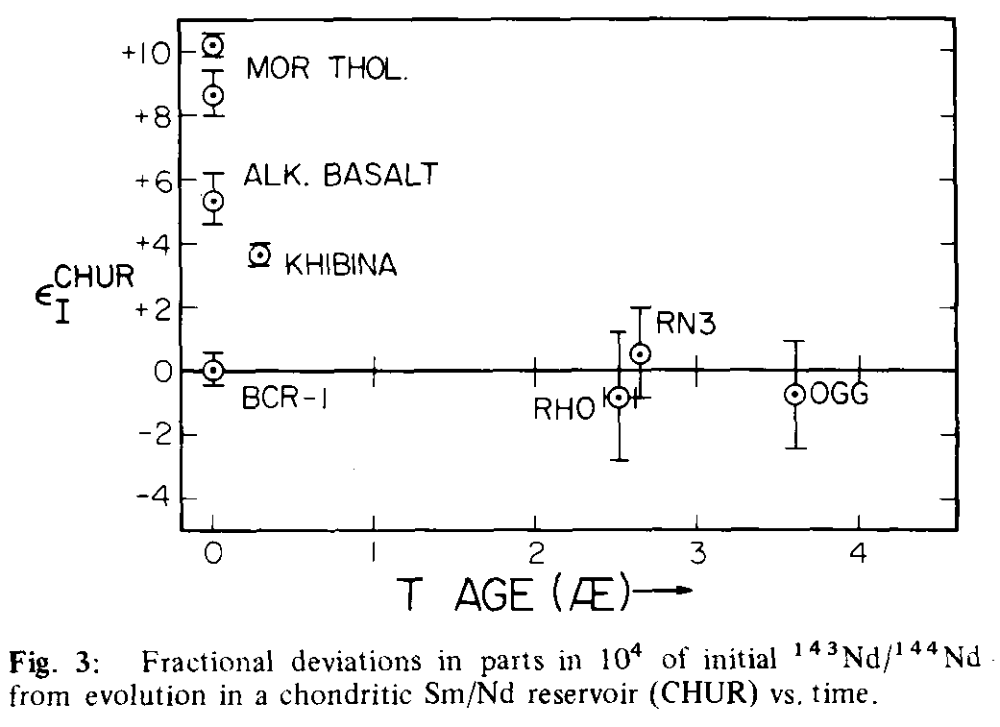 +10
MOR THOL.
+8
+6
ALK. BASALT
+4
KHIBINA
ϵ_I^CHUR
+2
RN3
0
BCR-1
RHO
OGG
-2
-4
0 1 2 3 4
T AGE (Æ)→
Fig. 3: Fractional deviations in parts in 10⁴ of initial ¹⁴³Nd/¹⁴⁴Nd
from evolution in a chondritic Sm/Nd reservoir (CHUR) vs. time.